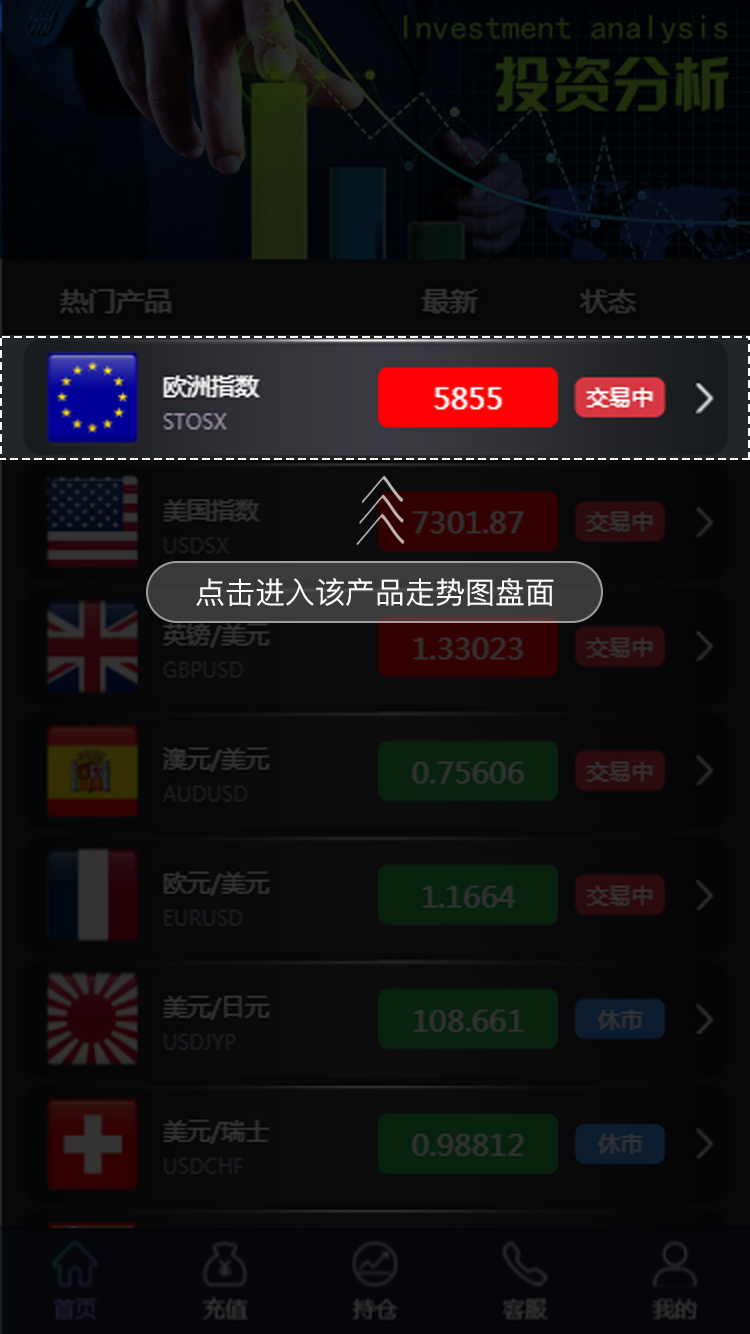 Investment analysis
投资分析
热门产品 最新 状态
欧洲指数
5855 交易中
STOSX
美国指数
7301.87 交易中
USDSX
点击进入该产品走势图盘面
英镑/美元
1.33023 交易中
GBPUSD
澳元/美元
0.75606 交易中
AUDUSD
欧元/美元
1.1664 交易中
EURUSD
美元/日元
108.661 休市
USDJYP
美元/瑞士
0.98812 休市
USDCHF
首页 充值 持仓 客服 我的